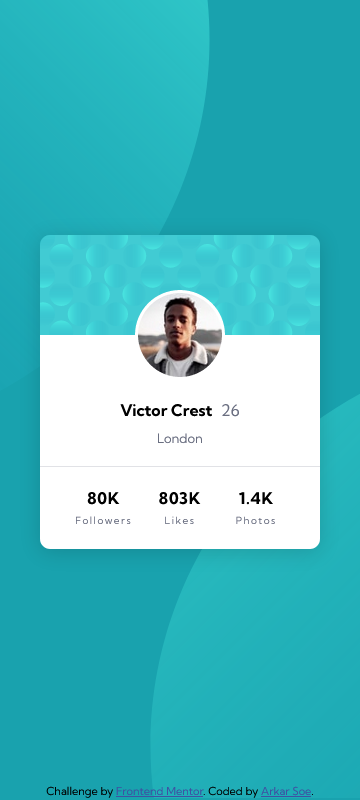 Victor Crest 26
London
80K 803K 1.4K
Followers Likes Photos
Challenge by Frontend Mentor. Coded by Arkar Soe.